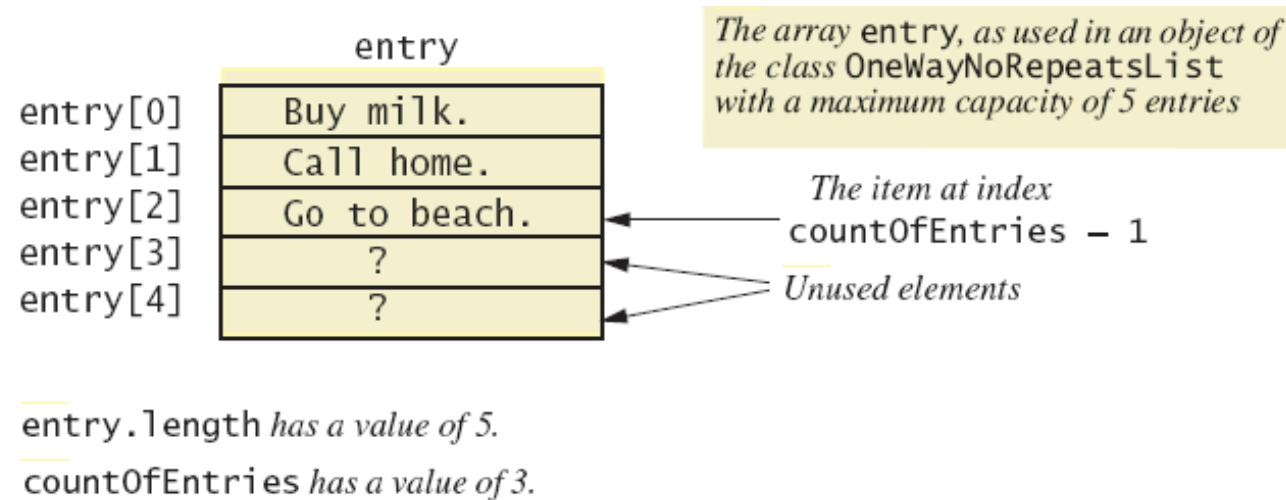 entry
The array entry, as used in an object of
the class OneWayNoRepeatsList
with a maximum capacity of 5 entries
entry[0] Buy milk.
entry[1] Call home.
entry[2] Go to beach.
entry[3] ?
entry[4] ?
The item at index
countOfEntries – 1
Unused elements
entry.length has a value of 5.
countOfEntries has a value of 3.